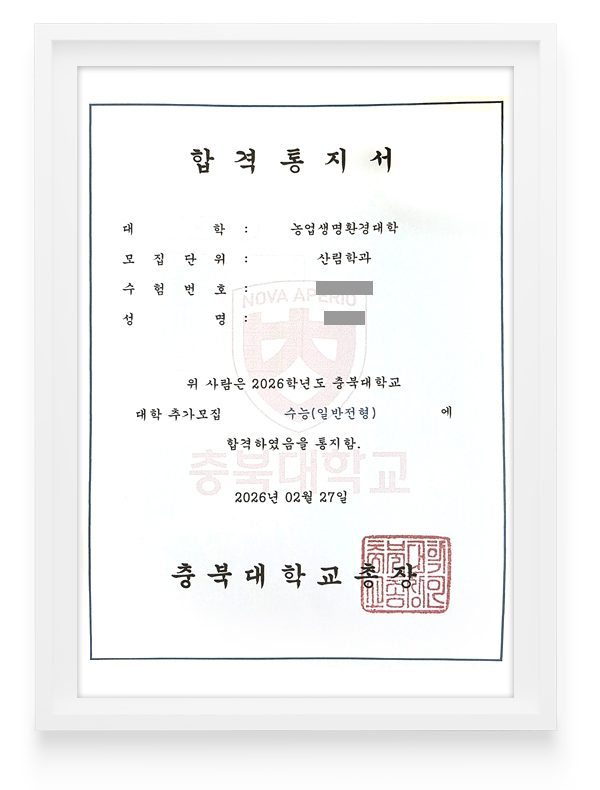 합격통지서
대학 : 농업생명환경대학
모집단위 : 산림학과
수험번호 :
성명 :
NOVA APERIO
위 사람은 2026학년도 충북대학교
대학 추가모집 수능(일반전형) 에
합격하였음을 통지함.
충북대학교
2026년 02월 27일
충북대학교총장